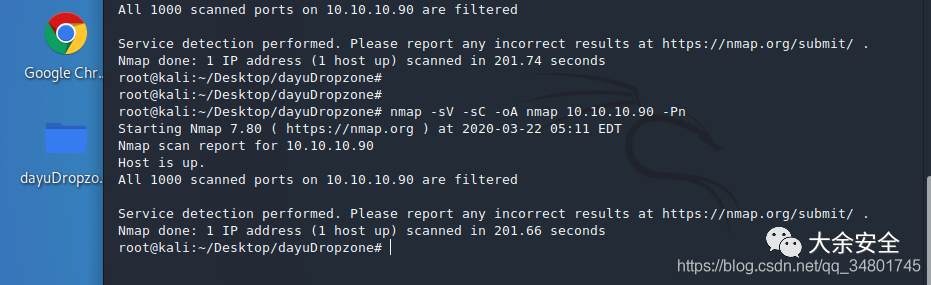 All 1000 scanned ports on 10.10.10.90 are filtered
Service detection performed. Please report any incorrect results at https://nmap.org/submit/ .
Nmap done: 1 IP address (1 host up) scanned in 201.74 seconds
root@kali:~/Desktop/dayuDropzone#
root@kali:~/Desktop/dayuDropzone#
root@kali:~/Desktop/dayuDropzone# nmap -sV -sC -oA nmap 10.10.10.90 -Pn
Starting Nmap 7.80 ( https://nmap.org ) at 2020-03-22 05:11 EDT
Nmap scan report for 10.10.10.90
Host is up.
All 1000 scanned ports on 10.10.10.90 are filtered
Service detection performed. Please report any incorrect results at https://nmap.org/submit/ .
Nmap done: 1 IP address (1 host up) scanned in 201.66 seconds
root@kali:~/Desktop/dayuDropzone#
Google Chr...
dayuDropzo...
大余安全
https://blog.csdn.net/qq_34801745